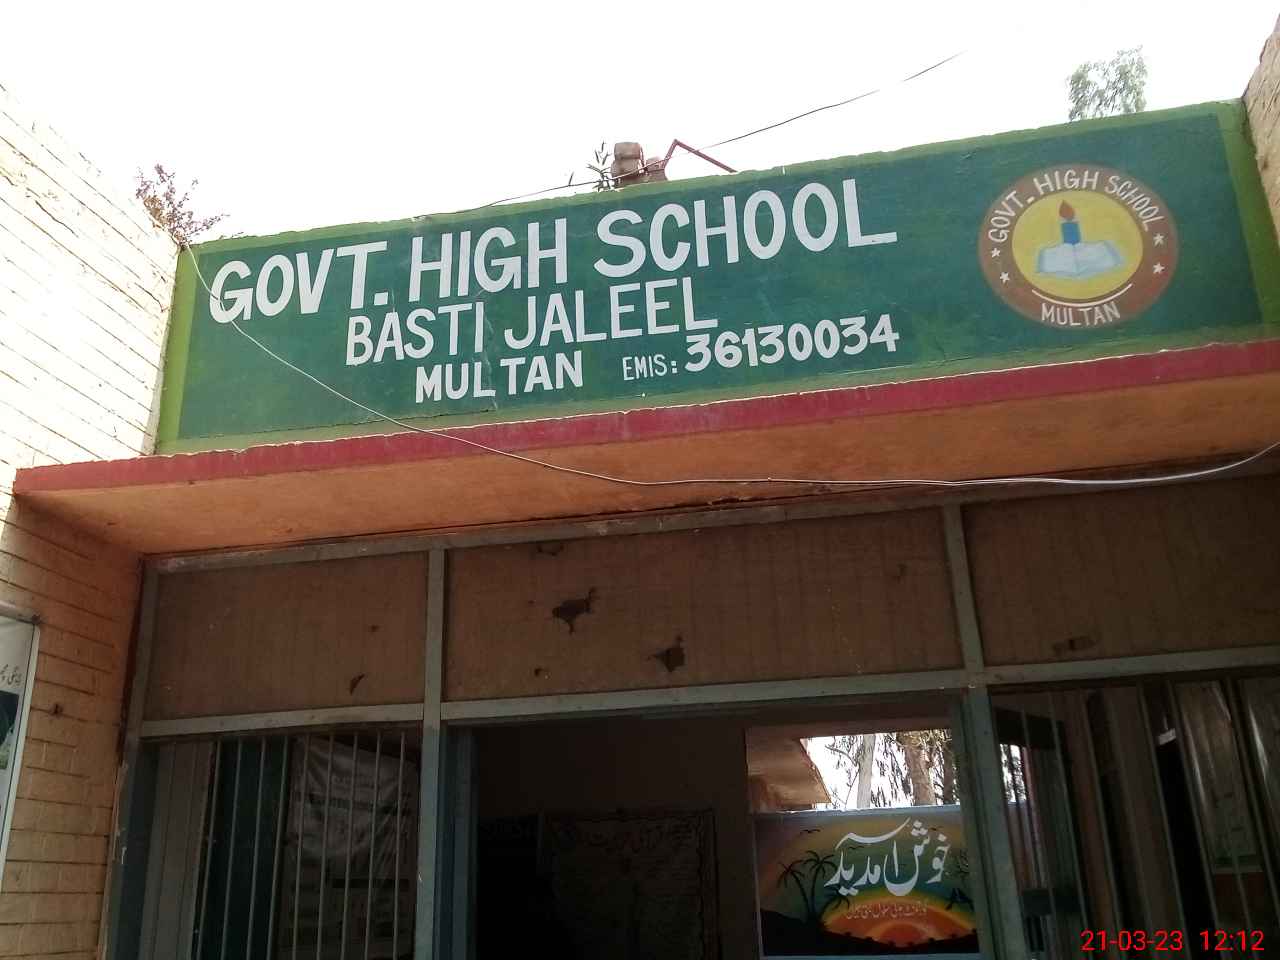 GOVT. HIGH SCHOOL
BASTI JALEEL
MULTAN EMIS: 36130034
GOVT. HIGH SCHOOL
MULTAN
خوش آمدید
21-03-23 12:12